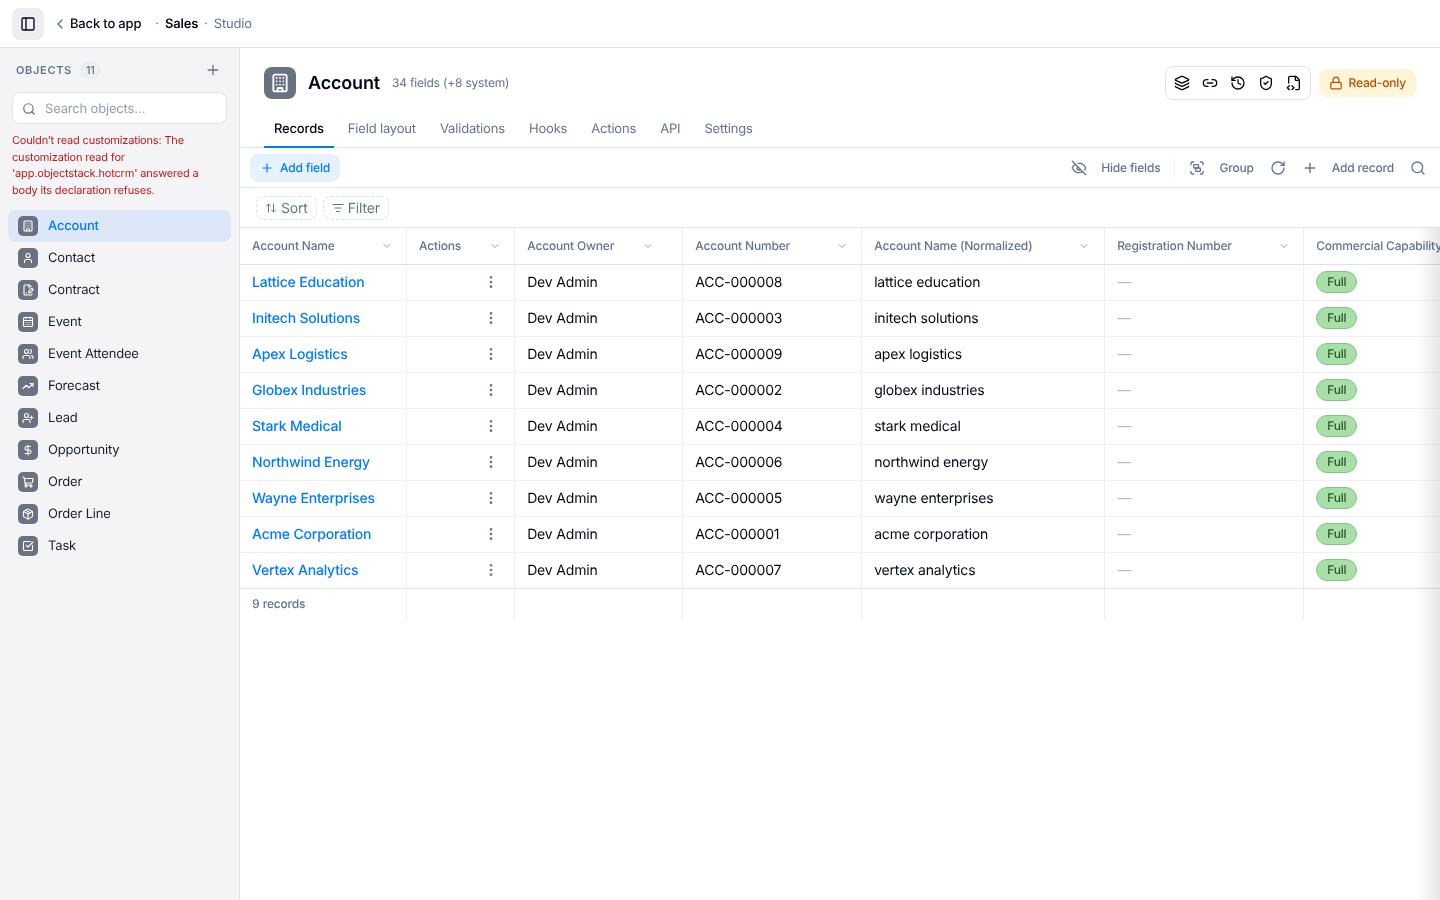 Back to app · Sales · Studio
OBJECTS 11
Search objects...
Couldn't read customizations: The
customization read for
'app.objectstack.hotcrm' answered a
body its declaration refuses.
Account
Contact
Contract
Event
Event Attendee
Forecast
Lead
Opportunity
Order
Order Line
Task
Account 34 fields (+8 system)
Read-only
Records Field layout Validations Hooks Actions API Settings
Add field Hide fields Group Add record
Sort Filter
Account Name Actions Account Owner Account Number Account Name (Normalized) Registration Number Commercial Capability
Lattice Education Dev Admin ACC-000008 lattice education — Full
Initech Solutions Dev Admin ACC-000003 initech solutions — Full
Apex Logistics Dev Admin ACC-000009 apex logistics — Full
Globex Industries Dev Admin ACC-000002 globex industries — Full
Stark Medical Dev Admin ACC-000004 stark medical — Full
Northwind Energy Dev Admin ACC-000006 northwind energy — Full
Wayne Enterprises Dev Admin ACC-000005 wayne enterprises — Full
Acme Corporation Dev Admin ACC-000001 acme corporation — Full
Vertex Analytics Dev Admin ACC-000007 vertex analytics — Full
9 records